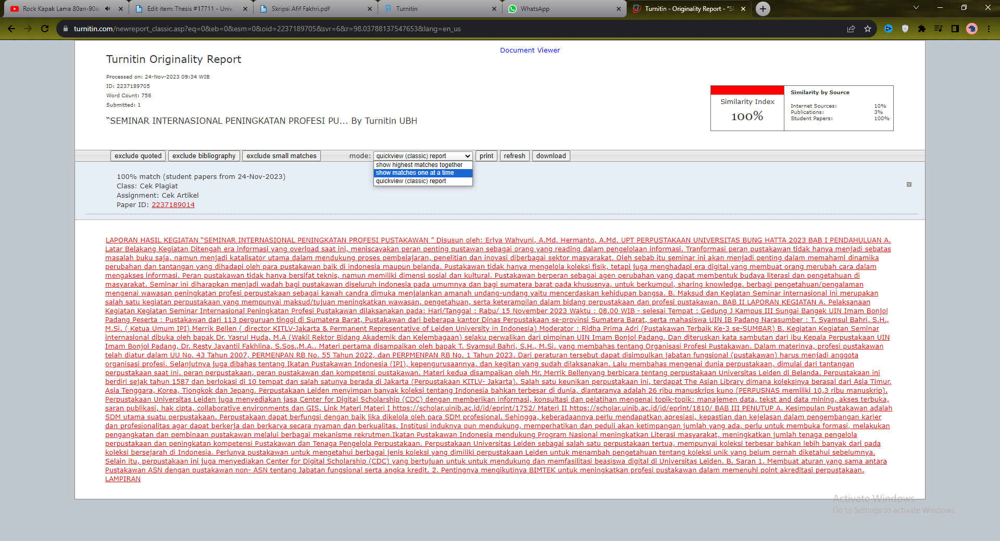 Rock Kapak Lama 80an-90a
Edit item: Thesis #17711 - Univ.
Skripsi Afif Fakhri.pdf
Turnitin
WhatsApp
Turnitin - Originality Report - “S
turnitin.com/newreport_classic.asp?eq=0&eb=0&esm=0&oid=2237189705&svr=6&r=98.03788137547653&lang=en_us
Document Viewer
Turnitin Originality Report
Processed on: 24-Nov-2023 09:34 WIB
ID: 2237189705
Word Count: 758
Submitted: 1
“SEMINAR INTERNASIONAL PENINGKATAN PROFESI PU... By Turnitin UBH
Similarity Index
100%
Similarity by Source
Internet Sources: 10%
Publications: 3%
Student Papers: 100%
exclude quoted exclude bibliography exclude small matches mode: quickview (classic) report print refresh download
show highest matches together
show matches one at a time
quickview (classic) report
100% match (student papers from 24-Nov-2023)
Class: Cek Plagiat
Assignment: Cek Artikel
Paper ID: 2237189014
LAPORAN HASIL KEGIATAN “SEMINAR INTERNASIONAL PENINGKATAN PROFESI PUSTAKAWAN ” Disusun oleh: Erlya Wahyuni, A.Md. Hermanto, A.Md. UPT PERPUSTAKAAN UNIVERSITAS BUNG HATTA 2023 BAB I PENDAHULUAN A.
Latar Belakang Kegiatan Ditengah era informasi yang overload saat ini, meniscayakan peran penting pustawan sebagai orang yang reading dalam pengelolaan informasi. Tranformasi peran pustakawan tidak hanya menjadi sebatas
masalah buku saja, namun menjadi katalisator utama dalam mendukung proses pembelajaran, penelitian dan inovasi diberbagai sektor masyarakat. Oleh sebab itu seminar ini akan menjadi penting dalam memahami dinamika
perubahan dan tantangan yang dihadapi oleh para pustakawan baik di indonesia maupun belanda. Pustakawan tidak hanya mengelola koleksi fisik, tetapi juga menghadapi era digital yang membuat orang merubah cara dalam
mengakses informasi. Peran pustakawan tidak hanya bersifat teknis, namun memiliki dimensi sosial dan kultural. Pustakawan berperan sebagai agen perubahan yang dapat membentuk budaya literasi dan pengetahuan di
masyarakat. Seminar ini diharapkan menjadi wadah bagi pustakawan diseluruh indonesia pada umumnya dan bagi sumatera barat pada khususnya, untuk berkumpul, sharing knowledge, berbagi pengetahuan/pengalaman
mengenai wawasan peningkatan profesi perpustakaan sebagai kawah candra dimuka menjalankan amanah undang-undang yaitu mencerdaskan kehidupan bangsa. B. Maksud dan Kegiatan Seminar internasional ini merupakan
salah satu kegiatan perpustakaan yang mempunyai maksud/tujuan meningkatkan wawasan, pengetahuan, serta keterampilan dalam bidang perpustakaan dan profesi pustakawan. BAB II LAPORAN KEGIATAN A. Pelaksanaan
Kegiatan Kegiatan Seminar Internasional Peningkatan Profesi Pustakawan dilaksanakan pada: Hari/Tanggal : Rabu/ 15 November 2023 Waktu : 08.00 WIB - selesai Tempat : Gedung J Kampus III Sungai Bangek UIN Imam Bonjol
Padang Peserta : Pustakawan dari 113 perguruan tinggi di Sumatera Barat, Pustakawan dari beberapa kantor Dinas Perpustakaan se-provinsi Sumatera Barat, serta mahasiswa UIN IB Padang Narasumber : T. Syamsul Bahri, S.H.,
M.Si. ( Ketua Umum IPI) Merrik Bellen ( director KITLV-Jakarta & Permanent Representative of Leiden University in Indonesia) Moderator : Ridha Prima Adri (Pustakawan Terbaik Ke-3 se-SUMBAR) B. Kegiatan Kegiatan Seminar
internasional dibuka oleh bapak Dr. Yasrul Huda, M.A (Wakil Rektor Bidang Akademik dan Kelembagaan) selaku perwalikan dari pimpinan UIN Imam Bonjol Padang. Dan diteruskan kata sambutan dari ibu Kepala Perpustakaan UIN
Imam Bonjol Padang, Dr. Resty Jayantii Fakhlina, S.Sos.,M.A.. Materi pertama disampaikan oleh bapak T. Syamsul Bahri, S.H., M.Si. yang membahas tentang Organisasi Profesi Pustakawan. Dalam materinya, profesi pustakawan
telah diatur dalam UU No. 43 Tahun 2007, PERMENPAN RB No. 55 Tahun 2022, dan PERPMENPAN RB No. 1 Tahun 2023. Dari peraturan tersebut dapat disimpulkan jabatan fungsional (pustakawan) harus menjadi anggota
organisasi profesi. Selanjutnya juga dibahas tentang Ikatan Pustakawan Indonesia (IPI), kepengurusaannya, dan kegitan yang sudah dilaksanakan. Lalu membahas mengenai dunia perpustakaan, dimulai dari tantangan
perpustakaan saat ini, peran perpustakaan, peran pustakawan dan kompetensi pustakawan. Materi kedua disampaikan oleh Mr. Merrik Bellenyang berbicara tentang perpustakaan Universitas Leiden di Belanda. Perpustakaan ini
berdiri sejak tahun 1587 dan berlokasi di 10 tempat dan salah satunya berada di Jakarta (Perpustakaan KITLV- Jakarta). Salah satu keunikan perpustakaan ini, terdapat The Asian Library dimana koleksinya berasal dari Asia Timur,
Asia Tenggara, Korea, Tiongkok dan Jepang. Perpustakaan Leiden menyimpan banyak koleksi tentang Indonesia bahkan terbesar di dunia, diantaranya adalah 26 ribu manuskrips kuno (PERPUSNAS memiliki 10,3 ribu manuskrip).
Perpustakaan Universitas Leiden juga menyediakan jasa Center for Digital Scholarship (CDC) dengan memberikan informasi, konsultasi dan pelatihan mengenai topik-topik: manajemen data, tekst and data mining, akses terbuka,
saran publikasi, hak cipta, collaborative environments dan GIS. Link Materi Materi I https://scholar.uinib.ac.id/id/eprint/1752/ Materi II https://scholar.uinib.ac.id/id/eprint/1810/ BAB III PENUTUP A. Kesimpulan Pustakawan adalah
SDM utama suatu perpustakaan. Perpustakaan dapat berfungsi dengan baik jika dikelola oleh para SDM profesional. Sehingga, keberadaannya perlu mendapatkan apresiasi, kepastian dan kejelasan dalam pengembangan karier
dan profesionalitas agar dapat berkerja dan berkarya secara nyaman dan berkualitas. Institusi induknya pun mendukung, memperhatikan dan peduli akan ketimpangan jumlah yang ada, perlu untuk membuka formasi, melakukan
pengangkatan dan pembinaan pustakawan melalui berbagai mekanisme rekrutmen.Ikatan Pustakawan Indonesia mendukung Program Nasional meningkatkan Literasi masyarakat, meningkatkan jumlah tenaga pengelola
perpustakaan dan peningkatan kompetensi Pustakawan dan Tenaga Pengelola Perpustakaan. Perpustakaan Universitas Leiden sebagai salah satu perpustakaan tertua, mempunyai koleksi terbesar bahkan lebih banyak dari pada
koleksi bersejarah di Indonesia. Perlunya pustakawan untuk mengetahui berbagai jenis koleksi yang dimiliki perpustakaan Leiden untuk menambah pengetahuan tentang koleksi unik yang belum pernah diketahui sebelumnya.
Selain itu, perpustakaan ini juga menyediakan Center for Digital Scholarship (CDC) yang bertujuan untuk untuk mendukung dan memfasilitasi beasiswa digital di Universitas Leiden. B. Saran 1. Membuat aturan yang sama antara
Pustakawan ASN dengan pustakawan non- ASN tentang Jabatan fungsional serta angka kredit. 2. Pentingnya mengikutinya BIMTEK untuk meningkatkan profesi pustakawan dalam memenuhi point akreditasi perpustakaan.
LAMPIRAN
Activate Windows
Go to Settings to activate Windows.